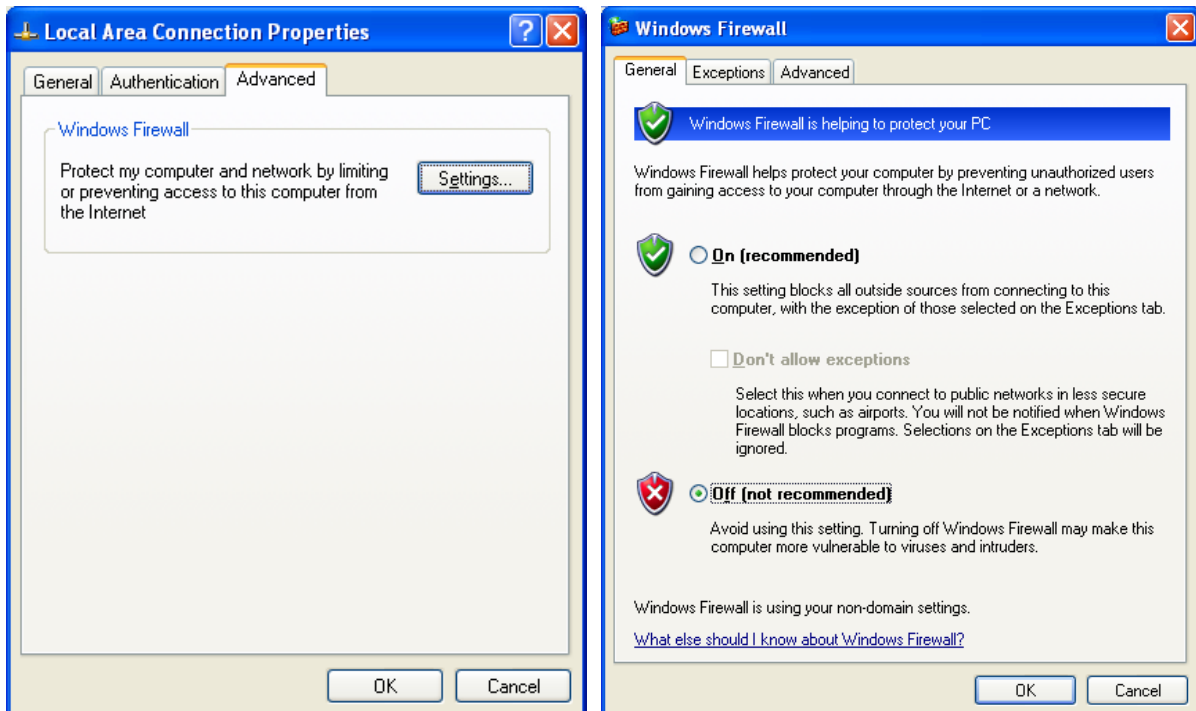 Local Area Connection Properties
General
Authentication
Advanced
Windows Firewall
Protect my computer and network by limiting
or preventing access to this computer from
the Internet
Settings...
OK
Cancel
Windows Firewall
General
Exceptions
Advanced
Windows Firewall is helping to protect your PC
Windows Firewall helps protect your computer by preventing unauthorized users
from gaining access to your computer through the Internet or a network.
On (recommended)
This setting blocks all outside sources from connecting to this
computer, with the exception of those selected on the Exceptions tab.
Don't allow exceptions
Select this when you connect to public networks in less secure
locations, such as airports. You will not be notified when Windows
Firewall blocks programs. Selections on the Exceptions tab will be
ignored.
Off (not recommended)
Avoid using this setting. Turning off Windows Firewall may make this
computer more vulnerable to viruses and intruders.
Windows Firewall is using your non-domain settings.
What else should I know about Windows Firewall?
OK
Cancel